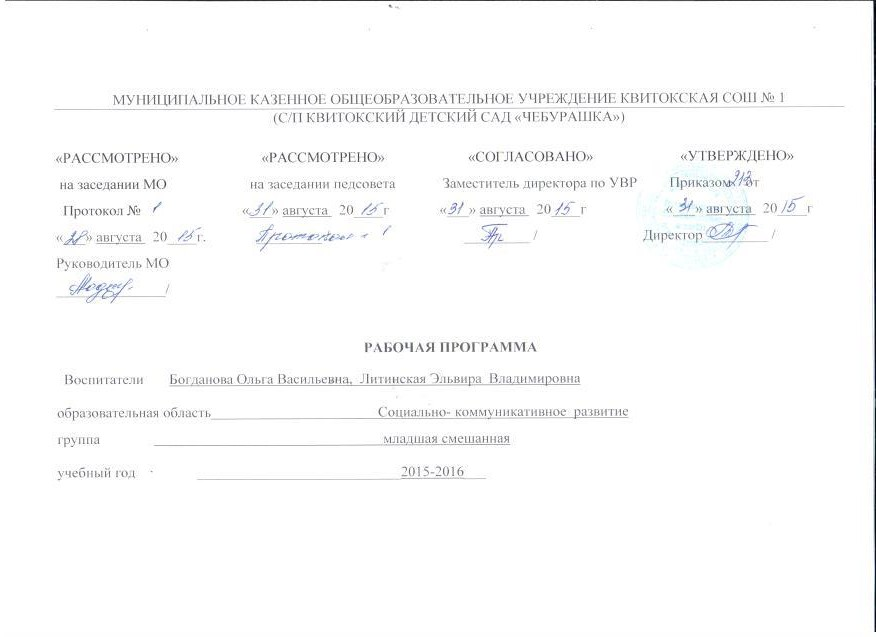 МУНИЦИПАЛЬНОЕ КАЗЕННОЕ ОБЩЕОБРАЗОВАТЕЛЬНОЕ УЧРЕЖДЕНИЕ КВИТОКСКАЯ СОШ № 1
(С/П КВИТОКСКИЙ ДЕТСКИЙ САД «ЧЕБУРАШКА»)
«РАССМОТРЕНО» «РАССМОТРЕНО» «СОГЛАСОВАНО» «УТВЕРЖДЕНО»
на заседании МО на заседании педсовета Заместитель директора по УВР Приказом 313 от
Протокол № 1 «31» августа 20 15 г «31» августа 20 15 г «31» августа 20 15 г
«28» августа 20 15 г. Протокол № 1 / Директор /
Руководитель МО
/
РАБОЧАЯ ПРОГРАММА
Воспитатели Богданова Ольга Васильевна, Литинская Эльвира Владимировна
образовательная область Социально- коммуникативное развитие
группа младшая смешанная
учебный год 2015-2016